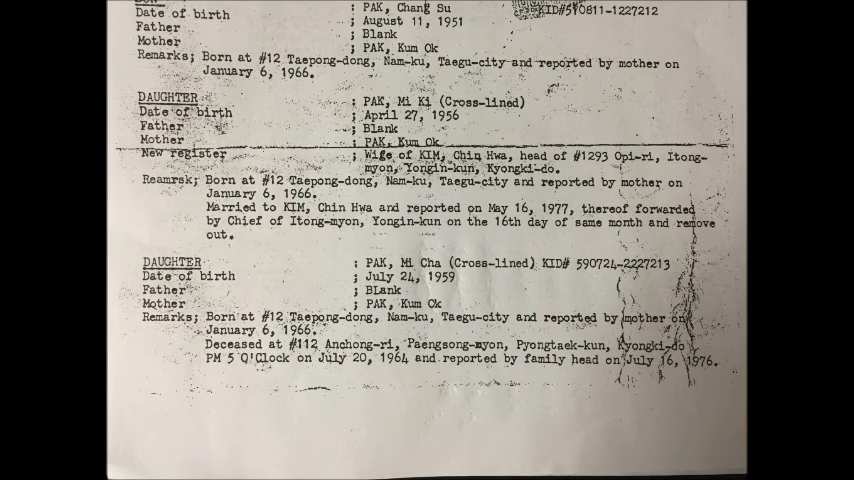 : PAK, Chang Su KID#510811-1227212
Date of birth ; August 11, 1951
Father ; Blank
Mother ; PAK, Kum Ok
Remarks; Born at #12 Taepong-dong, Nam-ku, Taegu-city and reported by mother on
January 6, 1966.
DAUGHTER ; PAK, Mi Ki (Cross-lined)
Date of birth ; April 27, 1956
Father ; Blank
Mother ; PAK, Kum Ok
New register ; Wife of KIM, Chin Hwa, head of #1293 Opi-ri, Itong-
myon, Yongin-kun, Kyongki-do.
Reamrsk; Born at #12 Taepong-dong, Nam-ku, Taegu-city and reported by mother on
January 6, 1966.
Married to KIM, Chin Hwa and reported on May 16, 1977, thereof forwarded
by Chief of Itong-myon, Yongin-kun on the 16th day of same month and remove
out.
DAUGHTER : PAK, Mi Cha (Cross-lined) KID# 590724-2227213
Date of birth ; July 24, 1959
Father ; BLank
Mother ; PAK, Kum Ok
Remarks; Born at #12 Taepong-dong, Nam-ku, Taegu-city and reported by mother on
January 6, 1966.
Deceased at #112 Anchong-ri, Paengsong-myon, Pyongtaek-kun, Kyongki-do
PM 5 O'Clock on July 20, 1964 and reported by family head on July 16, 1976.